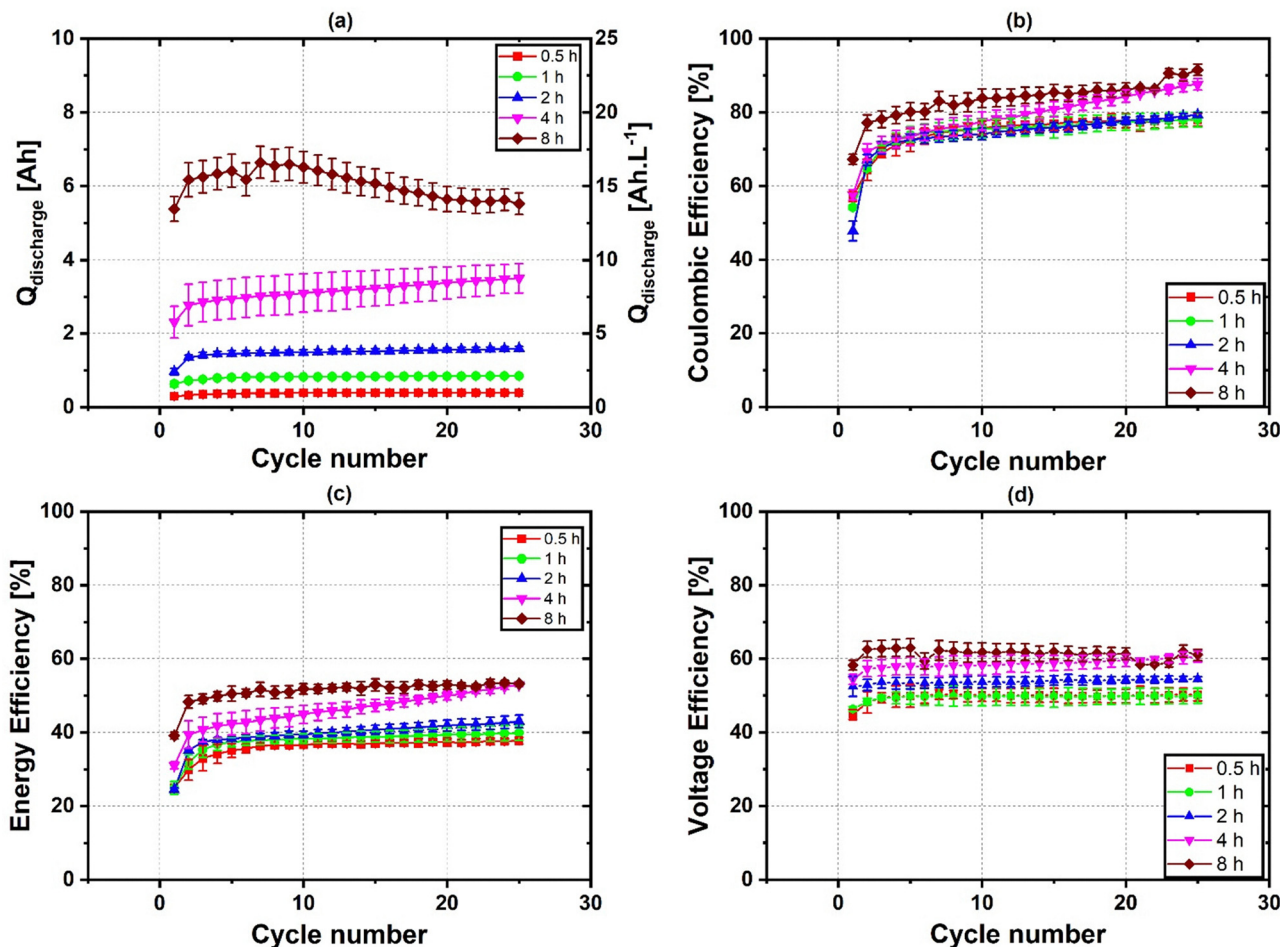 (a)
10
8
6
4
2
0
Q_discharge [Ah]
25
20
15
10
5
0
Q_discharge [Ah.L⁻¹]
0.5 h
1 h
2 h
4 h
8 h
0 10 20 30
Cycle number
(b)
100
80
60
40
20
0
Coulombic Efficiency [%]
0.5 h
1 h
2 h
4 h
8 h
0 10 20 30
Cycle number
(c)
100
80
60
40
20
0
Energy Efficiency [%]
0.5 h
1 h
2 h
4 h
8 h
0 10 20 30
Cycle number
(d)
100
80
60
40
20
0
Voltage Efficiency [%]
0.5 h
1 h
2 h
4 h
8 h
0 10 20 30
Cycle number